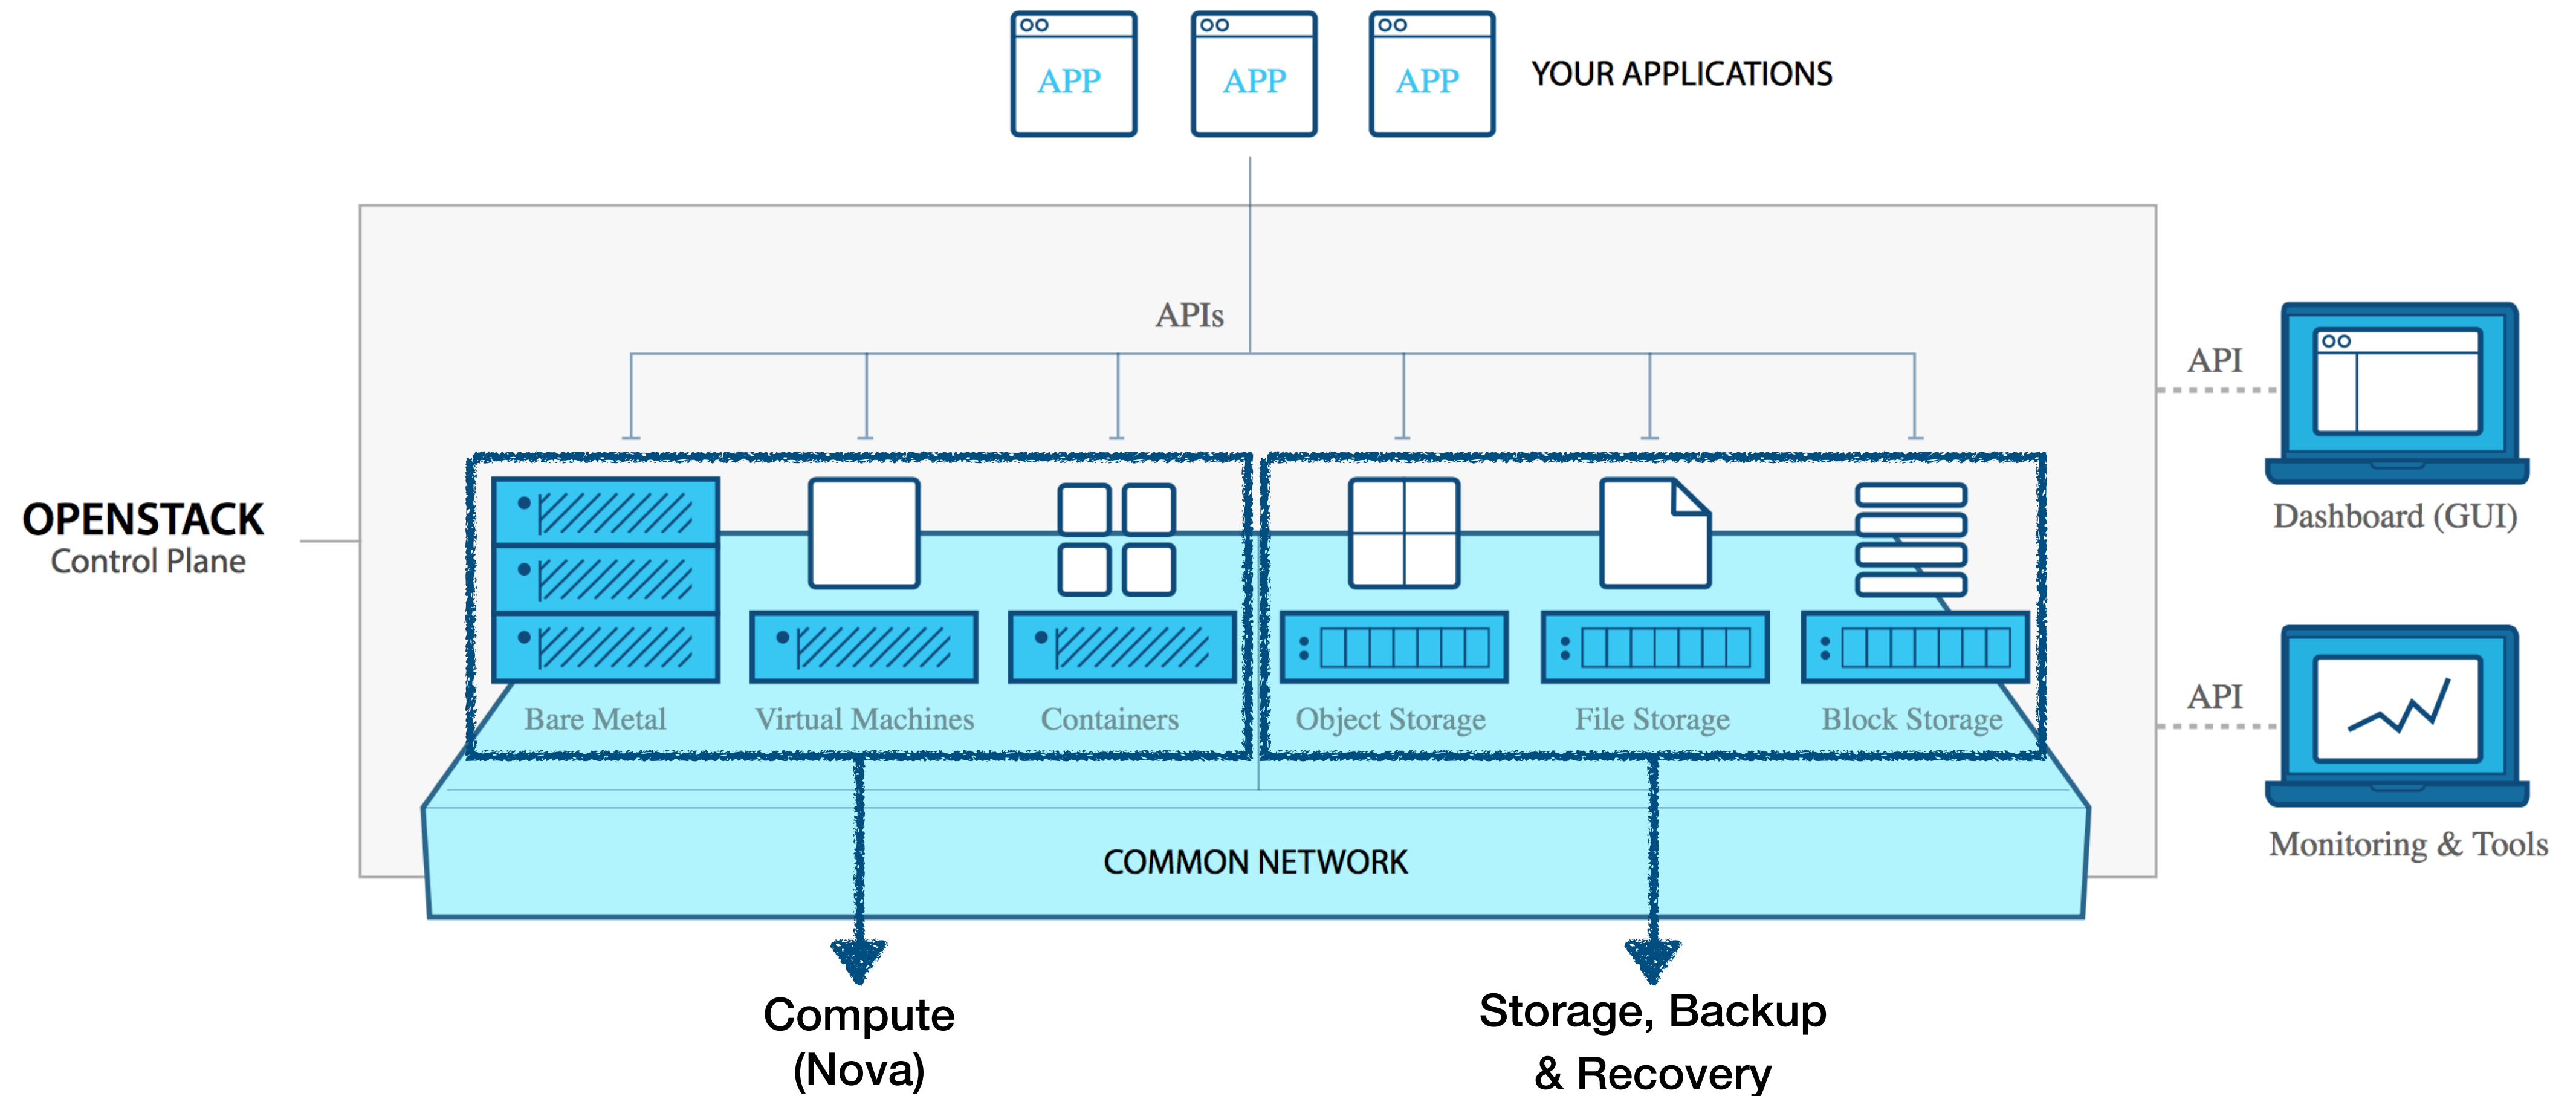 APP
APP
APP
YOUR APPLICATIONS
APIs
API
Dashboard (GUI)
OPENSTACK
Control Plane
Bare Metal
Virtual Machines
Containers
Object Storage
File Storage
Block Storage
API
Monitoring & Tools
COMMON NETWORK
Compute
(Nova)
Storage, Backup
& Recovery